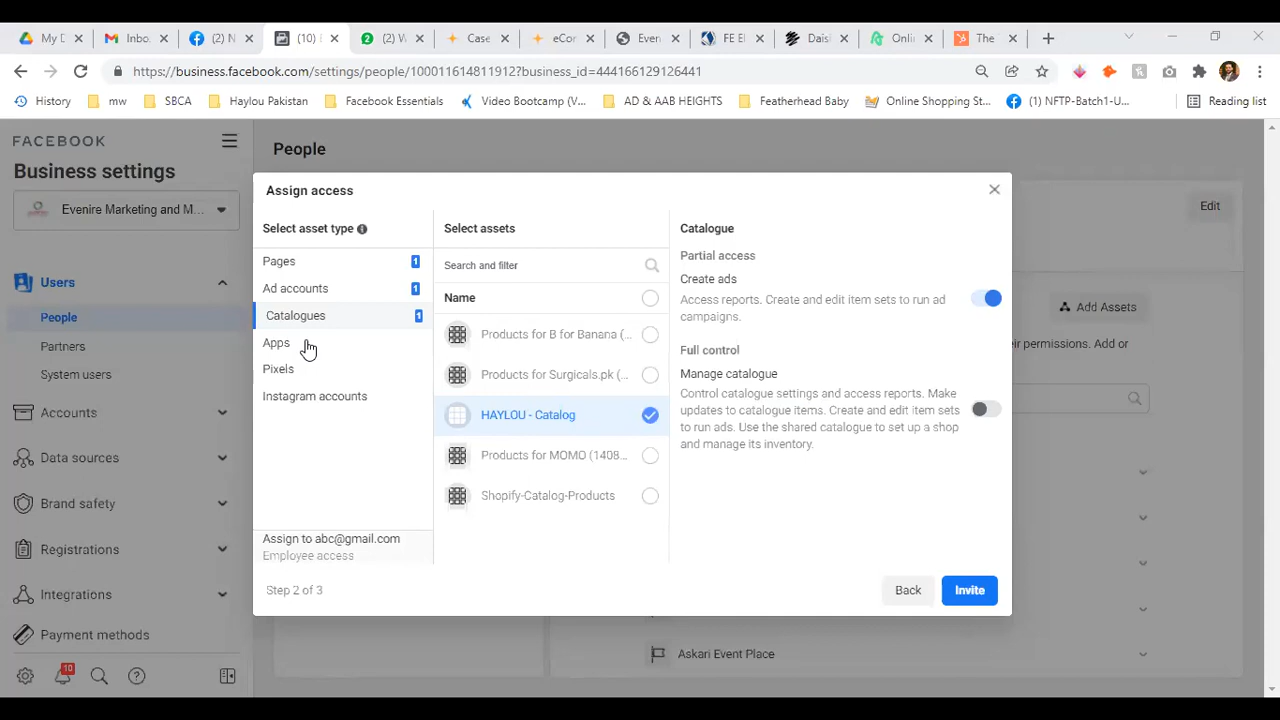 My D
Inbo.
(2) N
(10)
(2) W
Case
eCor
Ever
FE El
Dais
Onli
The
https://business.facebook.com/settings/people/100011614811912?business_id=444166129126441
History
mw
SBCA
Haylou Pakistan
Facebook Essentials
Video Bootcamp (V...
AD & AAB HEIGHTS
Featherhead Baby
Online Shopping St...
(1) NFTP-Batch1-U...
Reading list
FACEBOOK
Business settings
Evenire Marketing and M...
Users
People
Partners
System users
Accounts
Data sources
Brand safety
Registrations
Integrations
Payment methods
10
People
Edit
Add Assets
eir permissions. Add or
Askari Event Place
Assign access
Select asset type
Pages 1
Ad accounts 1
Catalogues 1
Apps
Pixels
Instagram accounts
Assign to abc@gmail.com
Employee access
Select assets
Search and filter
Name
Products for B for Banana (...
Products for Surgicals.pk (...
HAYLOU - Catalog
Products for MOMO (1408...
Shopify-Catalog-Products
Catalogue
Partial access
Create ads
Access reports. Create and edit item sets to run ad
campaigns.
Full control
Manage catalogue
Control catalogue settings and access reports. Make
updates to catalogue items. Create and edit item sets
to run ads. Use the shared catalogue to set up a shop
and manage its inventory.
Step 2 of 3
Back
Invite